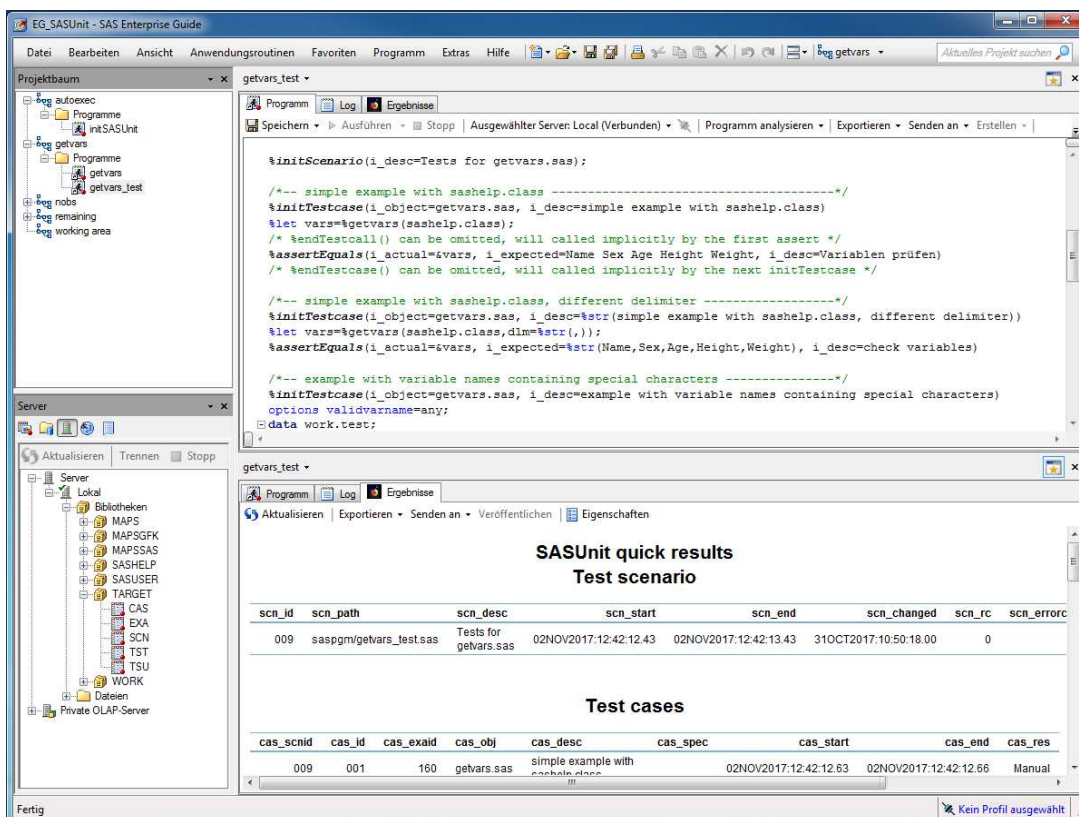 EG_SASUnit - SAS Enterprise Guide
Datei Bearbeiten Ansicht Anwendungsroutinen Favoriten Programm Extras Hilfe getvars Aktuelles Projekt suchen
Projektbaum
autoexec
Programme
initSASUnit
getvars
Programme
getvars
getvars_test
nobs
remaining
working area
getvars_test
Programm Log Ergebnisse
Speichern Ausführen Stopp Ausgewählter Server: Local (Verbunden) Programm analysieren Exportieren Senden an Erstellen
%initScenario(i_desc=Tests for getvars.sas);
/*-- simple example with sashelp.class ------------------------------------*/
%initTestcase(i_object=getvars.sas, i_desc=simple example with sashelp.class)
%let vars=%getvars(sashelp.class);
/* %endTestcall() can be omitted, will called implicitly by the first assert */
%assertEquals(i_actual=&vars, i_expected=Name Sex Age Height Weight, i_desc=Variablen prüfen)
/* %endTestcase() can be omitted, will called implicitly by the next initTestcase */
/*-- simple example with sashelp.class, different delimiter -----------------*/
%initTestcase(i_object=getvars.sas, i_desc=%str(simple example with sashelp.class, different delimiter))
%let vars=%getvars(sashelp.class,dlm=%str(,));
%assertEquals(i_actual=&vars, i_expected=%str(Name,Sex,Age,Height,Weight), i_desc=check variables)
/*-- example with variable names containing special characters --------------*/
%initTestcase(i_object=getvars.sas, i_desc=example with variable names containing special characters)
options validvarname=any;
data work.test;
Server
Aktualisieren Trennen Stopp
Server
Lokal
Bibliotheken
MAPS
MAPSGFK
MAPSSAS
SASHELP
SASUSER
TARGET
CAS
EXA
SCN
TST
TSU
WORK
Dateien
Private OLAP-Server
getvars_test
Programm Log Ergebnisse
Aktualisieren Exportieren Senden an Veröffentlichen Eigenschaften
SASUnit quick results
Test scenario
scn_id scn_path scn_desc scn_start scn_end scn_changed scn_rc scn_errorc
009 saspgm/getvars_test.sas Tests for getvars.sas 02NOV2017:12:42:12.43 02NOV2017:12:42:13.43 31OCT2017:10:50:18.00 0
Test cases
cas_scnid cas_id cas_exaid cas_obj cas_desc cas_spec cas_start cas_end cas_res
009 001 160 getvars.sas simple example with sashelp.class 02NOV2017:12:42:12.63 02NOV2017:12:42:12.66 Manual
Fertig
Kein Profil ausgewählt